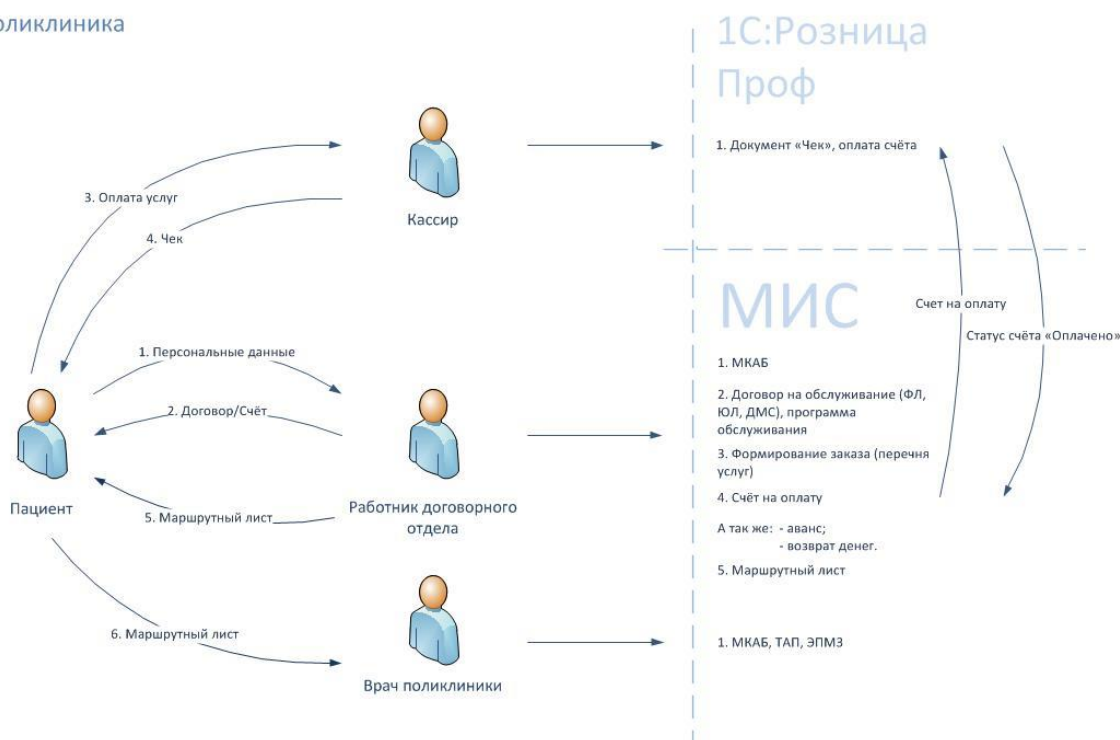 оликлиника
1С:Розница
Проф
1. Документ «Чек», оплата счёта
3. Оплата услуг
4. Чек
Кассир
МИС
Счет на оплату
Статус счёта «Оплачено»
1. Персональные данные
2. Договор/Счёт
1. МКАБ
2. Договор на обслуживание (ФЛ,
ЮЛ, ДМС), программа
обслуживания
3. Формирование заказа (перечня
услуг)
4. Счёт на оплату
А так же: - аванс;
- возврат денег.
5. Маршрутный лист
Пациент
Работник договорного
отдела
5. Маршрутный лист
6. Маршрутный лист
Врач поликлиники
1. МКАБ, ТАП, ЭПМЗ